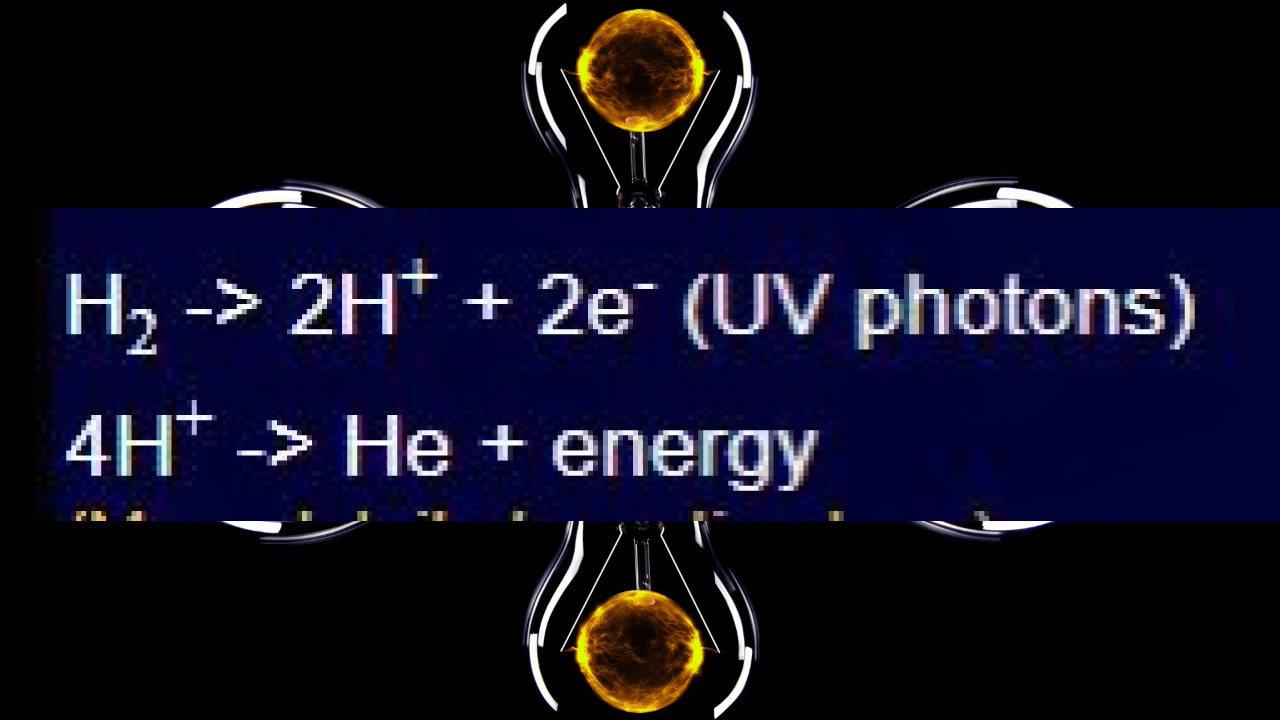 H₂ -> 2H⁺ + 2e⁻ (UV photons)
4H⁺ -> He + energy